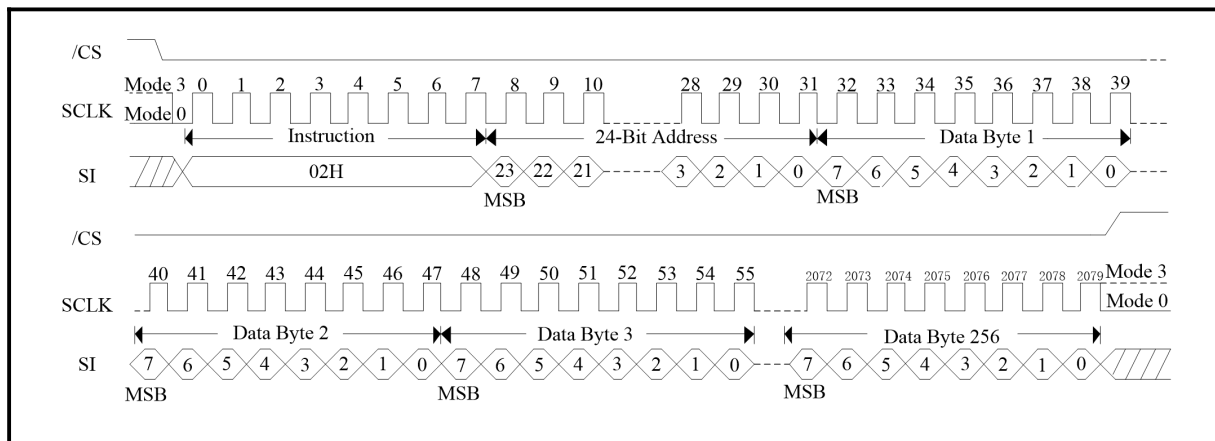 /CS
Mode 3 0 1 2 3 4 5 6 7 8 9 10 28 29 30 31 32 33 34 35 36 37 38 39
SCLK Mode 0
Instruction 24-Bit Address Data Byte 1
SI 02H 23 22 21 3 2 1 0 7 6 5 4 3 2 1 0
MSB MSB
/CS
40 41 42 43 44 45 46 47 48 49 50 51 52 53 54 55 2072 2073 2074 2075 2076 2077 2078 2079 Mode 3
SCLK Mode 0
Data Byte 2 Data Byte 3 Data Byte 256
SI 7 6 5 4 3 2 1 0 7 6 5 4 3 2 1 0 7 6 5 4 3 2 1 0
MSB MSB MSB